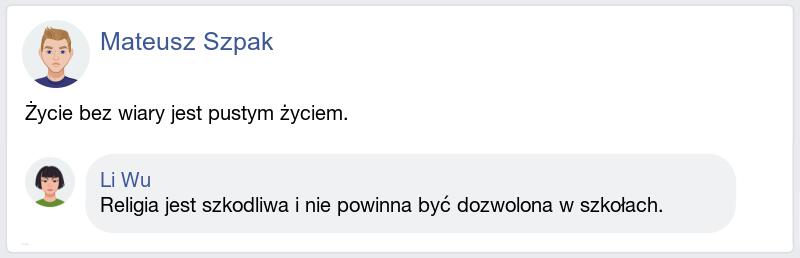 Mateusz Szpak
Życie bez wiary jest pustym życiem.
Li Wu
Religia jest szkodliwa i nie powinna być dozwolona w szkołach.